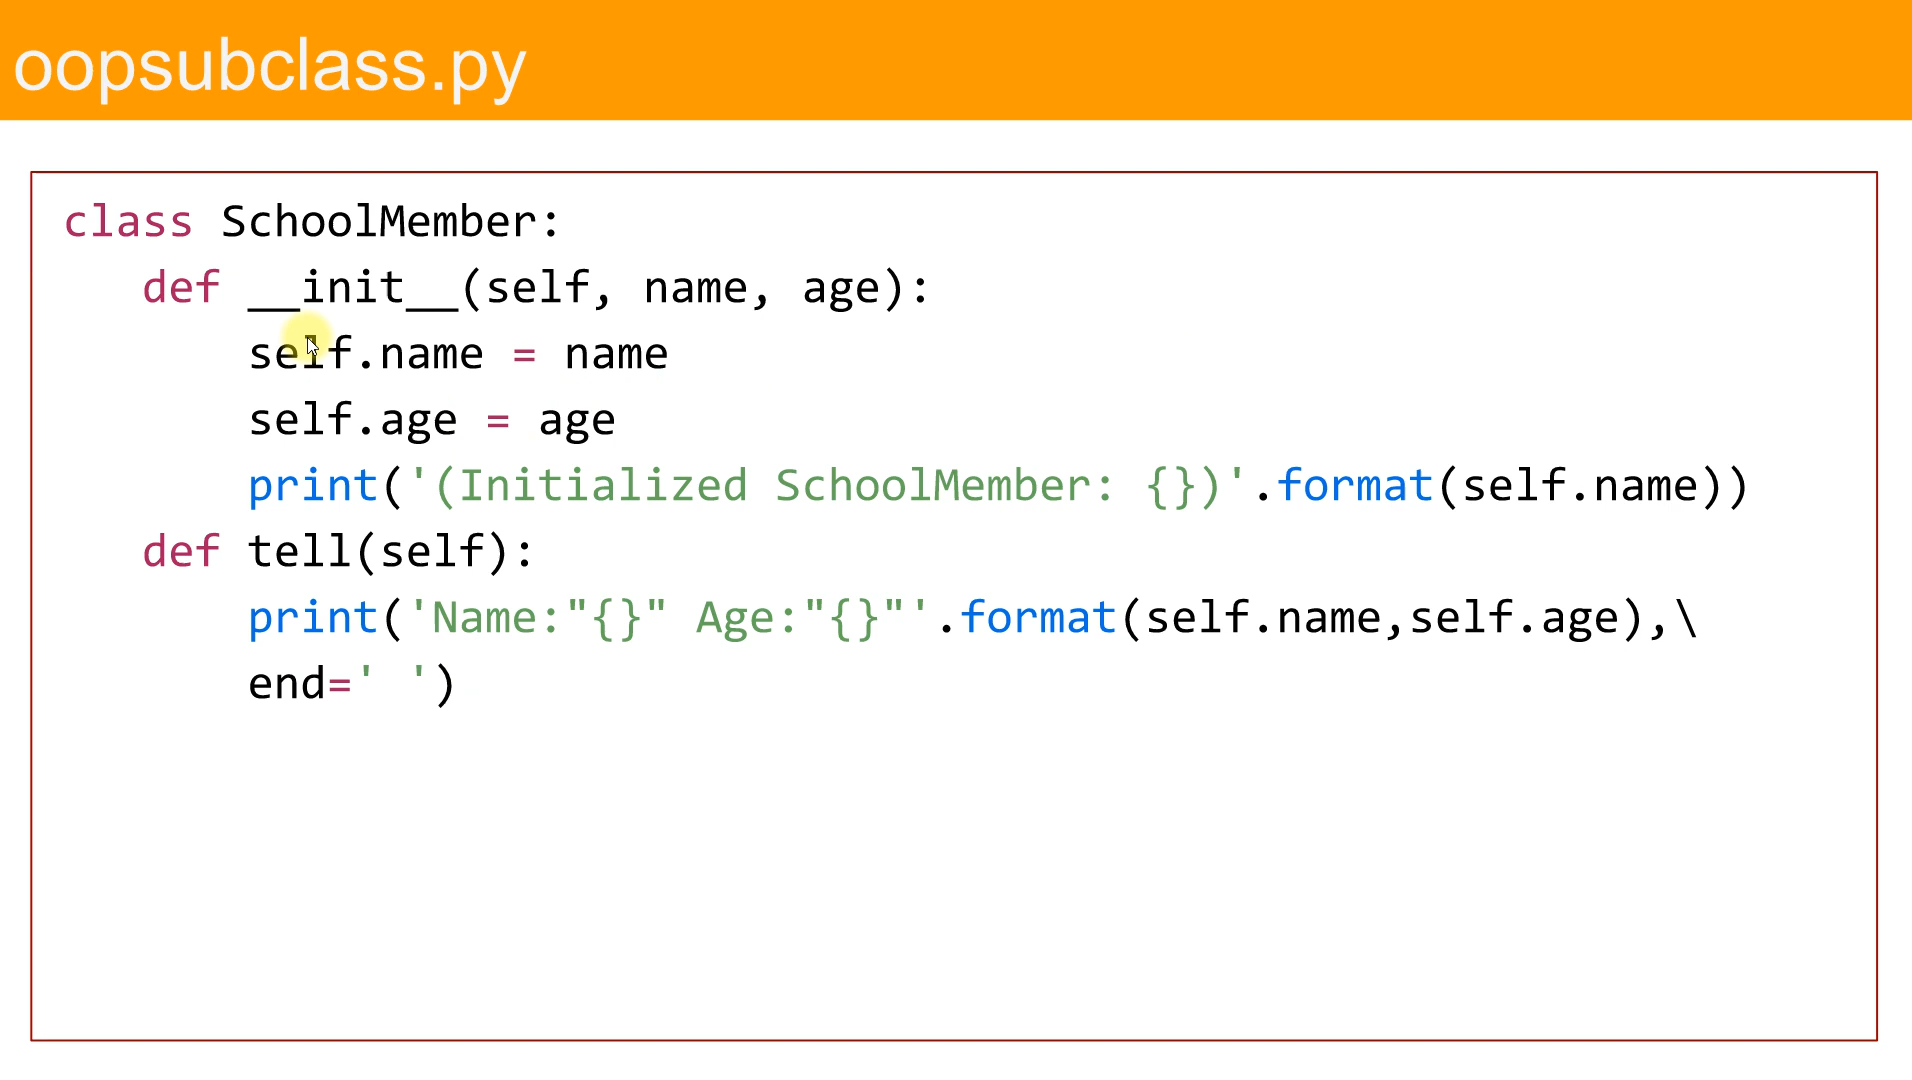 oopsubclass.py
class SchoolMember:
def __init__(self, name, age):
self.name = name
self.age = age
print('(Initialized SchoolMember: {})'.format(self.name))
def tell(self):
print('Name:"{}" Age:"{}"'.format(self.name,self.age),\
end=' ')